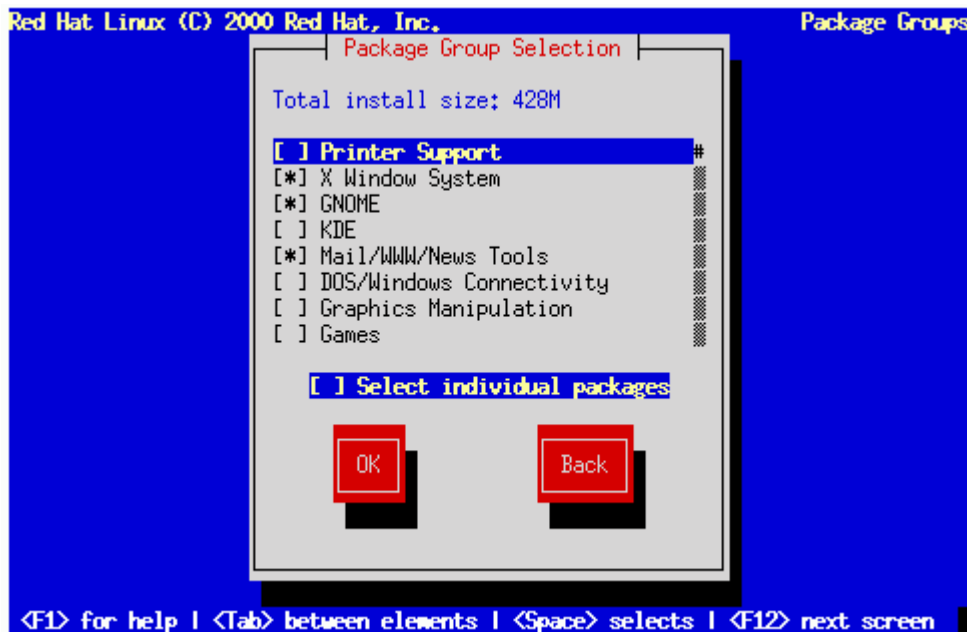 Red Hat Linux (C) 2000 Red Hat, Inc. Package Groups
Package Group Selection
Total install size: 428M
[ ] Printer Support #
[*] X Window System
[*] GNOME
[ ] KDE
[*] Mail/WWW/News Tools
[ ] DOS/Windows Connectivity
[ ] Graphics Manipulation
[ ] Games
[ ] Select individual packages
OK Back
<F1> for help | <Tab> between elements | <Space> selects | <F12> next screen